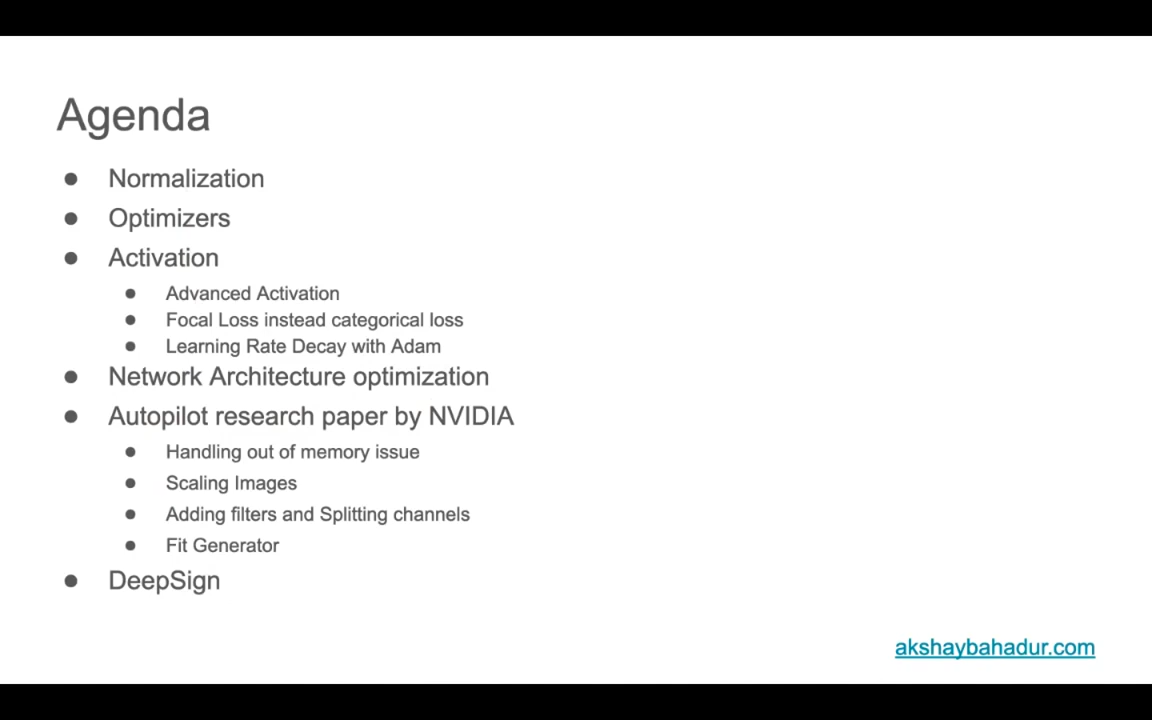 Agenda
● Normalization
● Optimizers
● Activation
● Advanced Activation
● Focal Loss instead categorical loss
● Learning Rate Decay with Adam
● Network Architecture optimization
● Autopilot research paper by NVIDIA
● Handling out of memory issue
● Scaling Images
● Adding filters and Splitting channels
● Fit Generator
● DeepSign
akshaybahadur.com